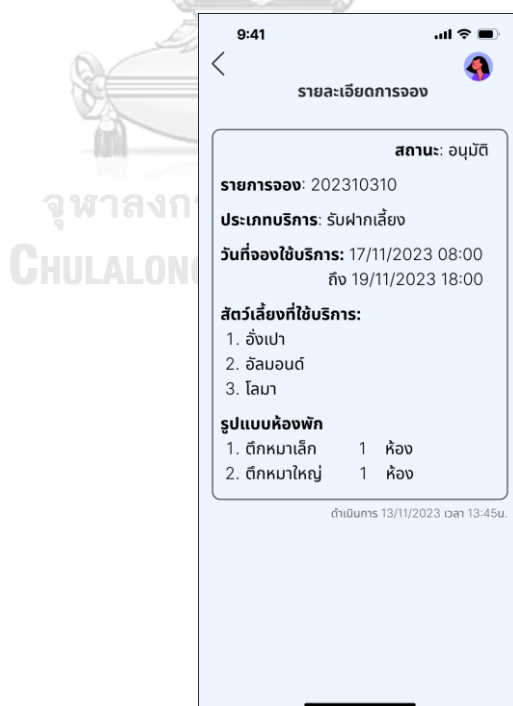 9:41
รายละเอียดการจอง
สถานะ: อนุมัติ
รายการจอง: 202310310
ประเภทบริการ: รับฝากเลี้ยง
วันที่จองใช้บริการ: 17/11/2023 08:00
ถึง 19/11/2023 18:00
สัตว์เลี้ยงที่ใช้บริการ:
1. อั่งเปา
2. อัลมอนด์
3. โลมา
รูปแบบห้องพัก
1. ตึกหมาเล็ก 1 ห้อง
2. ตึกหมาใหญ่ 1 ห้อง
ดำเนินการ 13/11/2023 เวลา 13:45น.
จุฬาลงก
CHULALON